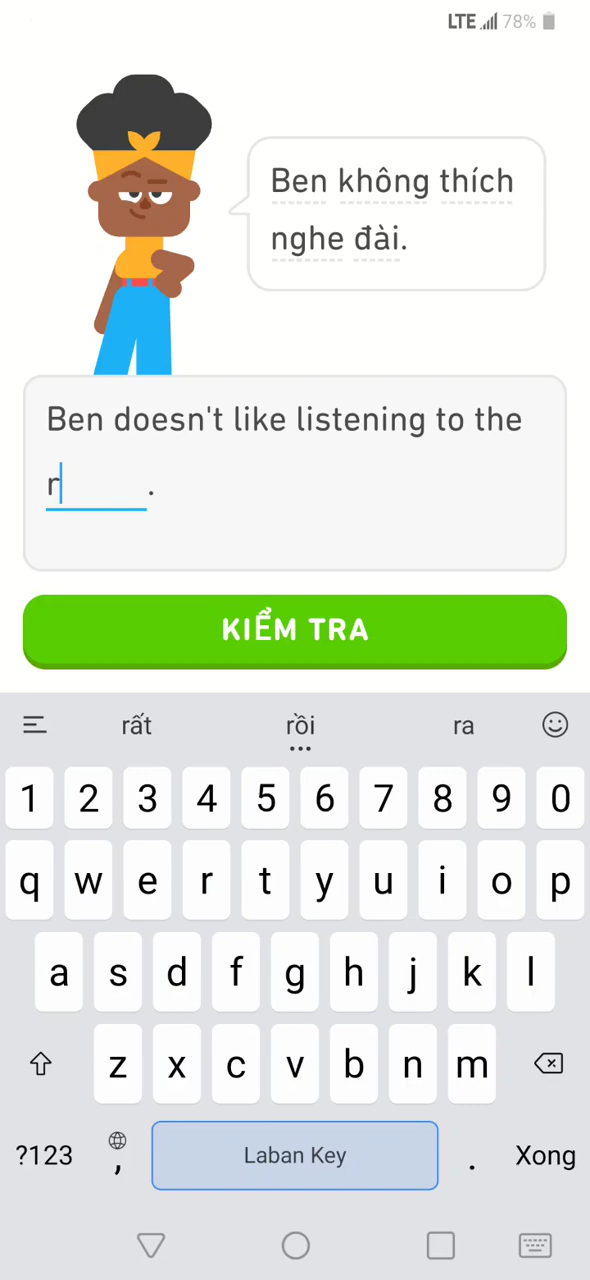 LTE 78%
Ben không thích
nghe đài.
Ben doesn't like listening to the
r .
KIỂM TRA
rất rồi ra
1 2 3 4 5 6 7 8 9 0
q w e r t y u i o p
a s d f g h j k l
z x c v b n m
?123 , Laban Key . Xong